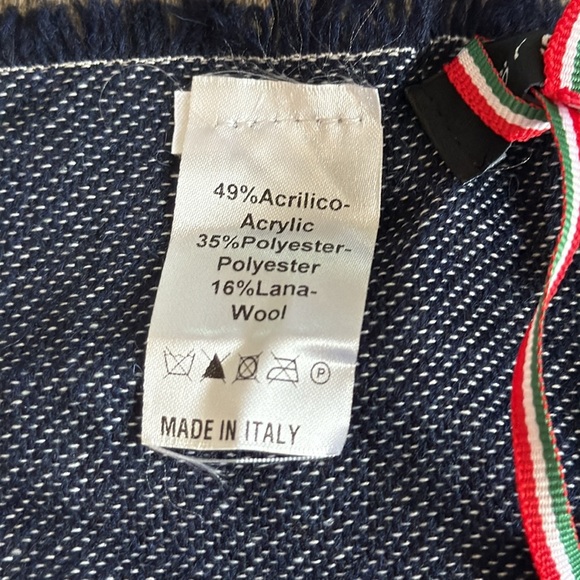 49%Acrilico-
Acrylic
35%Polyester-
Polyester
16%Lana-
Wool
P
MADE IN ITALY